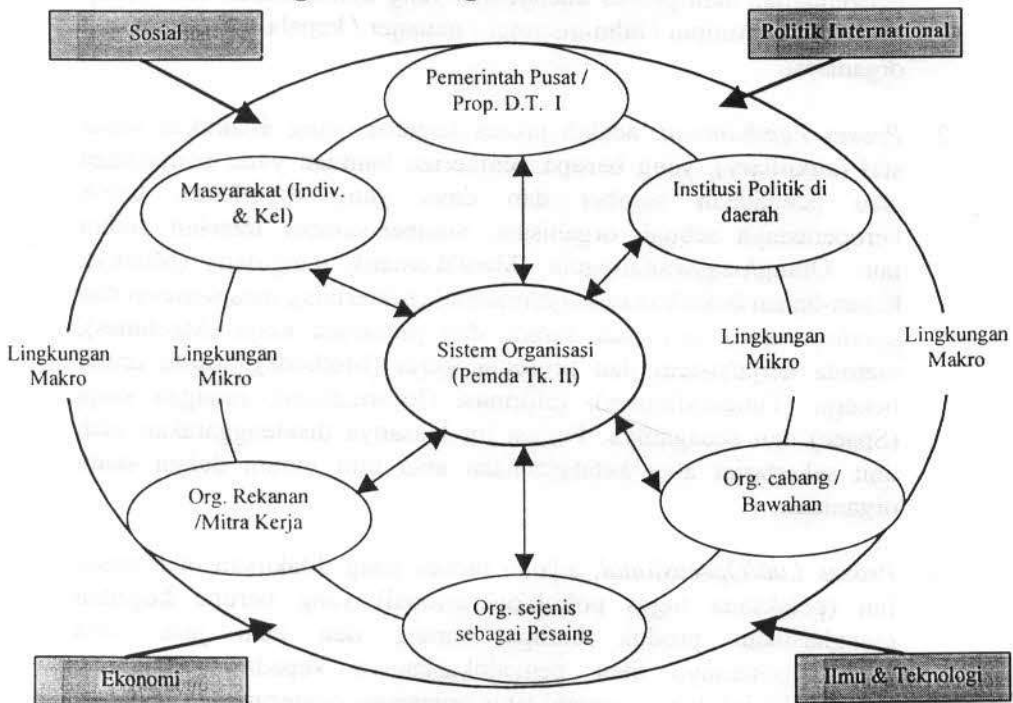 Sosial
Politik International
Pemerintah Pusat /
Prop. D.T. I
Masyarakat (Indiv.
& Kel)
Institusi Politik di
daerah
Lingkungan
Makro
Lingkungan
Mikro
Sistem Organisasi
(Pemda Tk. II)
Lingkungan
Mikro
Lingkungan
Makro
Org. Rekanan
/Mitra Kerja
Org. cabang /
Bawahan
Org. sejenis
sebagai Pesaing
Ekonomi
Ilmu & Teknologi